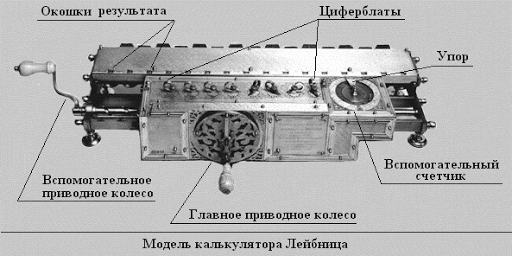 Окошки результата
Циферблаты
Упор
Вспомогательное
приводное колесо
Вспомогательный
счетчик
Главное приводное колесо
Модель калькулятора Лейбница